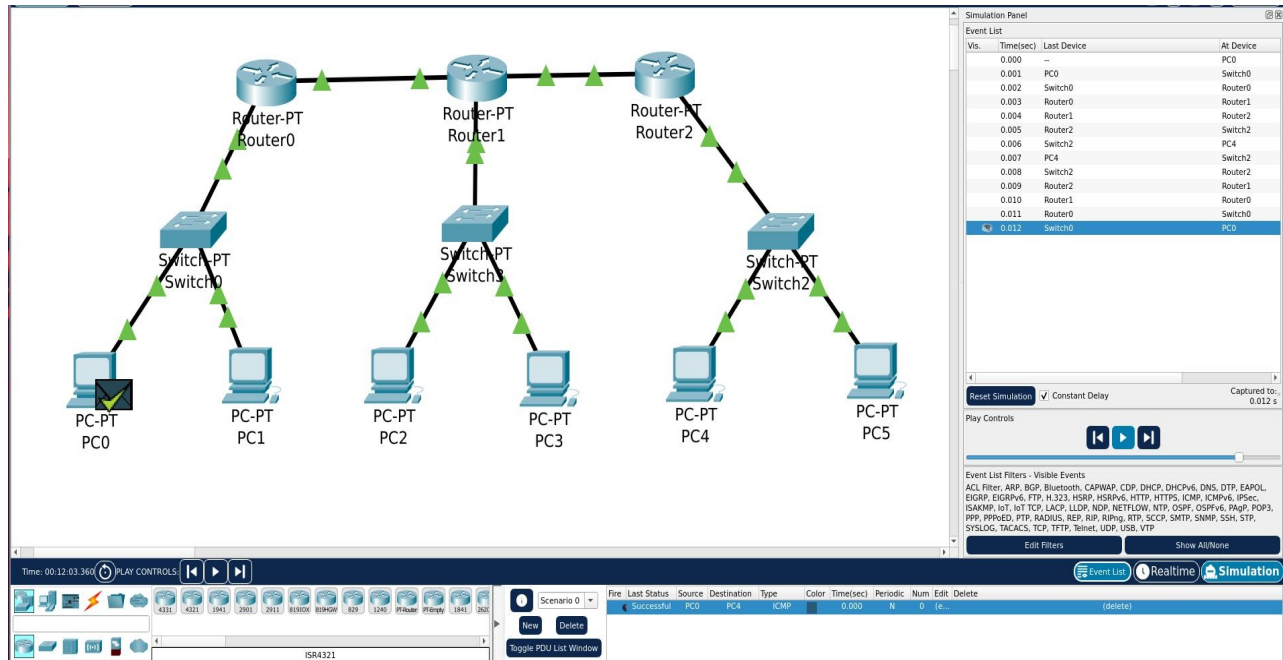 Simulation Panel
Event List
Vis. Time(sec) Last Device At Device
0.000 -- PC0
0.001 PC0 Switch0
0.002 Switch0 Router0
0.003 Router0 Router1
0.004 Router1 Router2
0.005 Router2 Switch2
0.006 Switch2 PC4
0.007 PC4 Switch2
0.008 Switch2 Router2
0.009 Router2 Router1
0.010 Router1 Router0
0.011 Router0 Switch0
0.012 Switch0 PC0
Reset Simulation Constant Delay Captured to:
0.012 s
Play Controls
Event List Filters - Visible Events
ACL Filter, ARP, BGP, Bluetooth, CAPWAP, CDP, DHCP, DHCPv6, DNS, DTP, EAPOL,
EIGRP, EIGRPv6, FTP, H.323, HSRP, HSRPv6, HTTP, HTTPS, ICMP, ICMPv6, IPSec,
ISAKMP, IoT, IoT TCP, LACP, LLDP, NDP, NETFLOW, NTP, OSPF, OSPFv6, PAgP, POP3,
PPP, PPPoED, PTP, RADIUS, REP, RIP, RIPng, RTP, SCCP, SMTP, SNMP, SSH, STP,
SYSLOG, TACACS, TCP, TFTP, Telnet, UDP, USB, VTP
Edit Filters Show All/None
Router-PT
Router0
Router-PT
Router1
Router-PT
Router2
Switch-PT
Switch0
Switch-PT
Switch3
Switch-PT
Switch2
PC-PT
PC0
PC-PT
PC1
PC-PT
PC2
PC-PT
PC3
PC-PT
PC4
PC-PT
PC5
Time: 00:12:03.360 PLAY CONTROLS:
Event List Realtime Simulation
4331 4321 1941 2901 2911 819IOX 819HGW 829 1240 PT-Router PT-Empty 1841 262
ISR4321
Scenario 0
New Delete
Toggle PDU List Window
Fire Last Status Source Destination Type Color Time(sec) Periodic Num Edit Delete
Successful PC0 PC4 ICMP 0.000 N 0 (e... (delete)